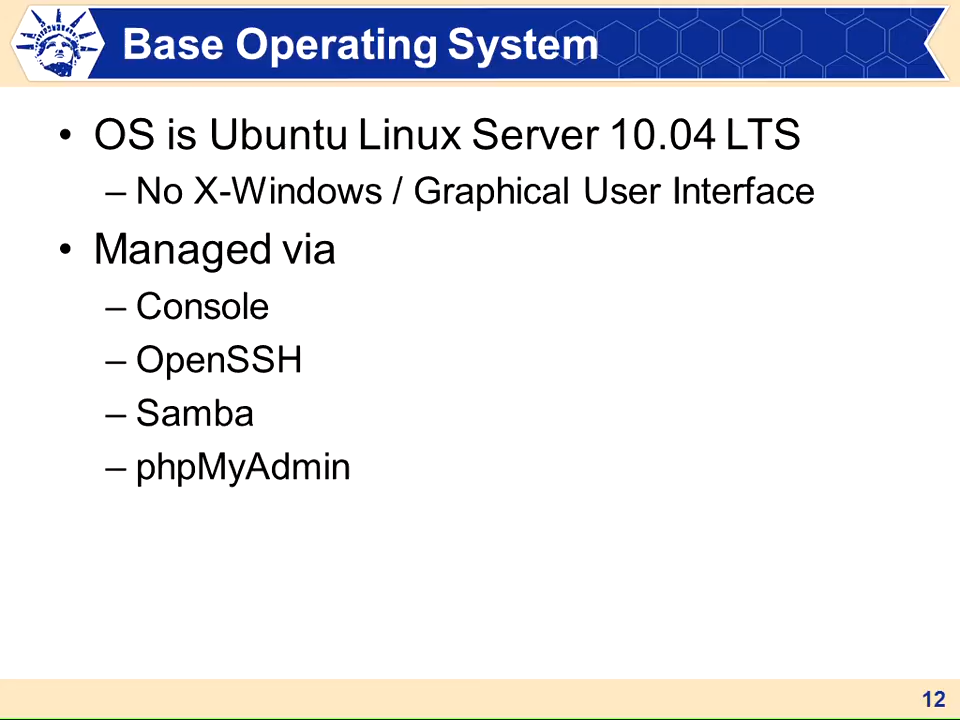 Base Operating System
• OS is Ubuntu Linux Server 10.04 LTS
– No X-Windows / Graphical User Interface
• Managed via
– Console
– OpenSSH
– Samba
– phpMyAdmin
12